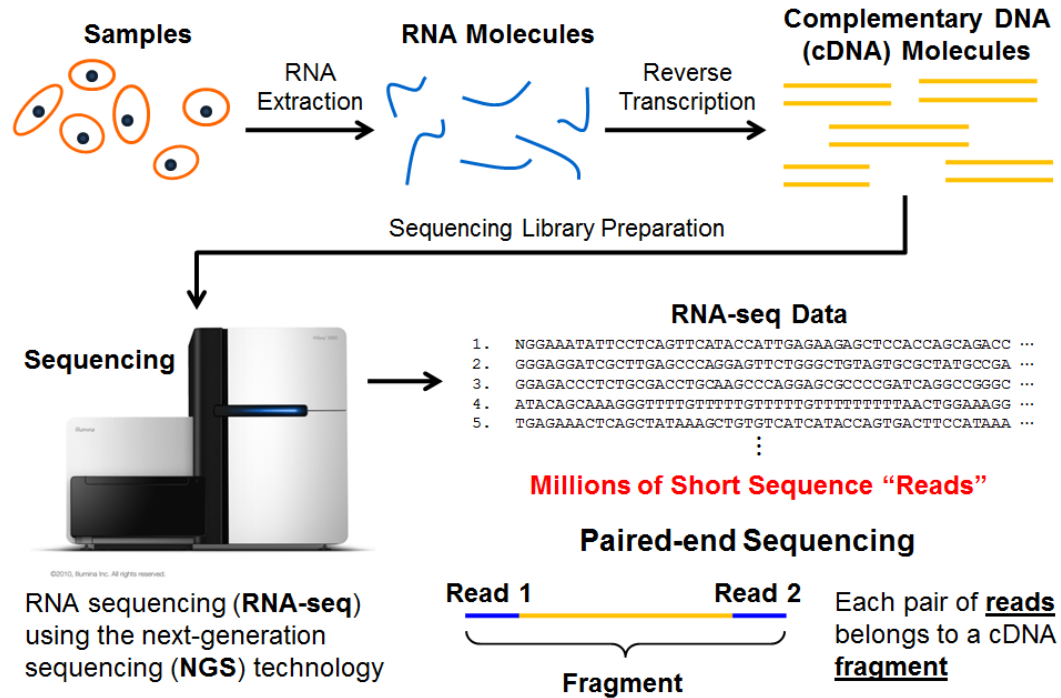 Samples
RNA
Extraction
RNA Molecules
Reverse
Transcription
Complementary DNA
(cDNA) Molecules
Sequencing Library Preparation
Sequencing
illumina
HiSeq 1000
©2010, Illumina Inc. All rights reserved.
RNA sequencing (RNA-seq)
using the next-generation
sequencing (NGS) technology
RNA-seq Data
1. NGGAAATATTCCTCAGTTCATACCATTGAGAAGAGCTCCACCAGCAGACC ...
2. GGGAGGATCGCTTGAGCCCAGGAGTTCTGGGCTGTAGTGCGCTATGCCGA ...
3. GGAGACCCTCTGCGACCTGCAAGCCCAGGAGCGCCCCGATCAGGCCGGGC ...
4. ATACAGCAAAGGGTTTTGTTTTTGTTTTTGTTTTTTTTTAACTGGAAAGG ...
5. TGAGAAACTCAGCTATAAAGCTGTGTCATCATACCAGTGACTTCCATAAA ...
⋮
Millions of Short Sequence “Reads”
Paired-end Sequencing
Read 1
Read 2
Fragment
Each pair of reads
belongs to a cDNA
fragment